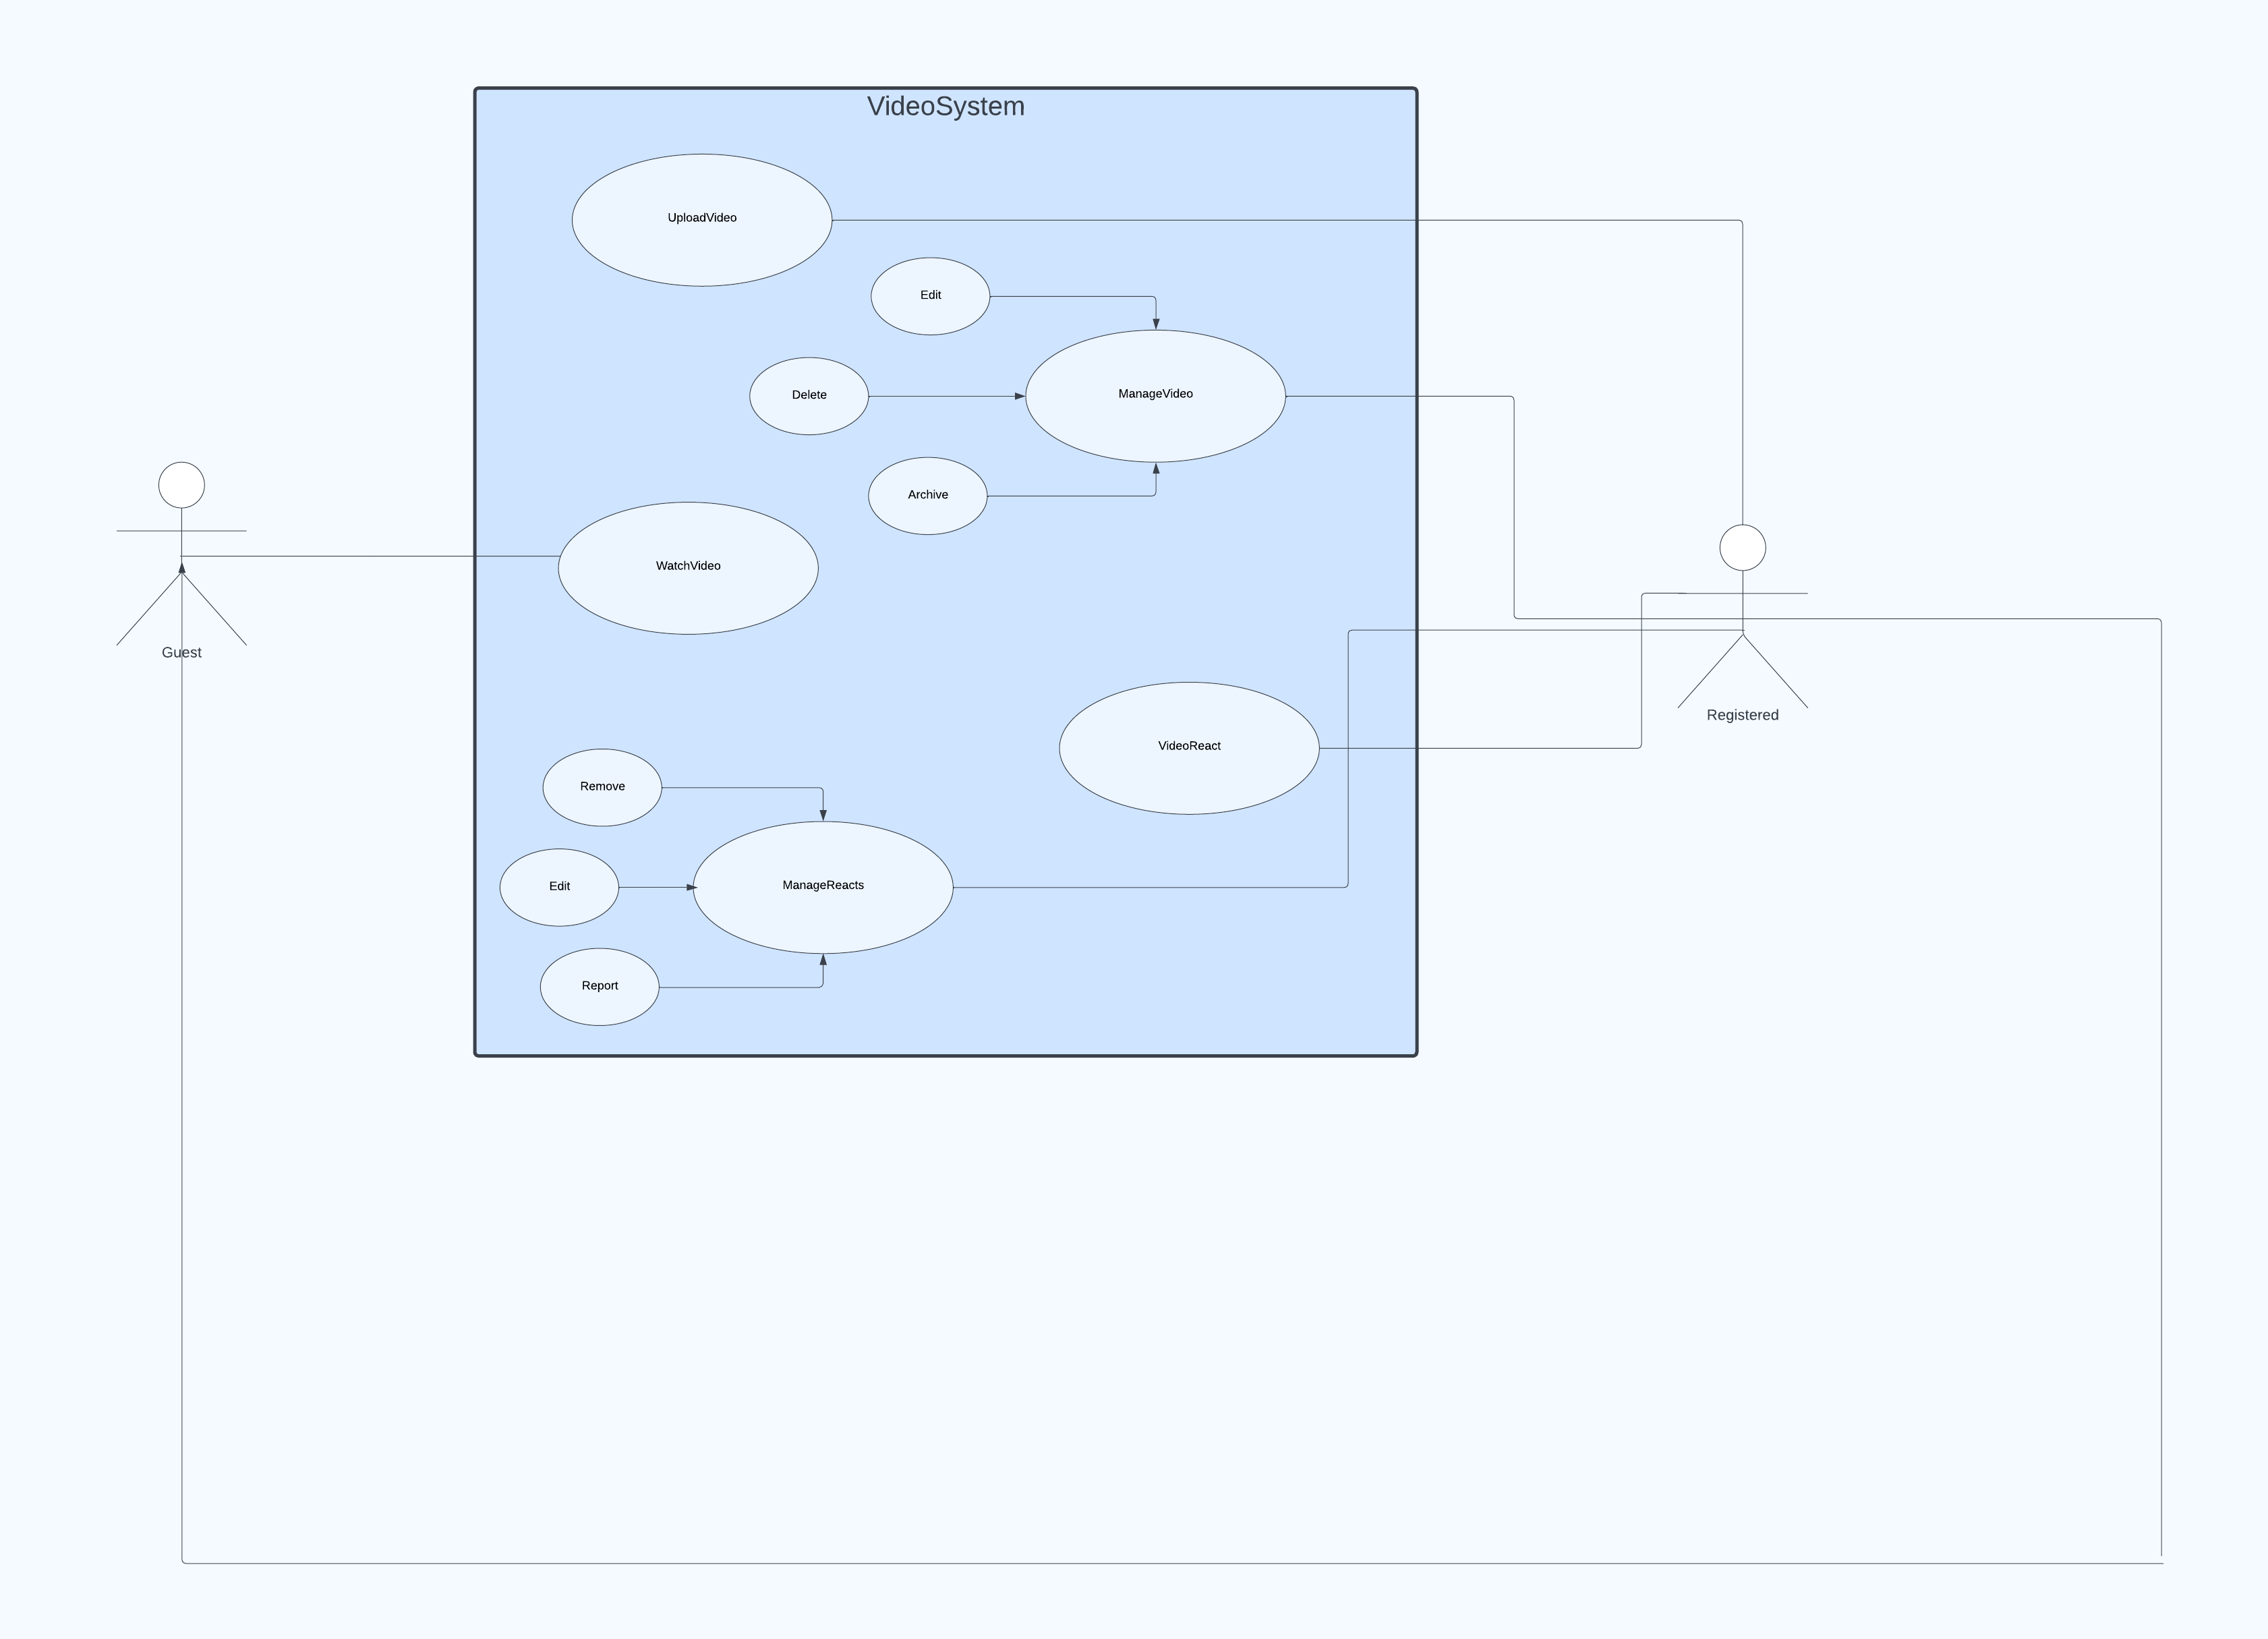 VideoSystem
UploadVideo
Edit
Delete
ManageVideo
Archive
WatchVideo
Guest
Registered
VideoReact
Remove
Edit
ManageReacts
Report